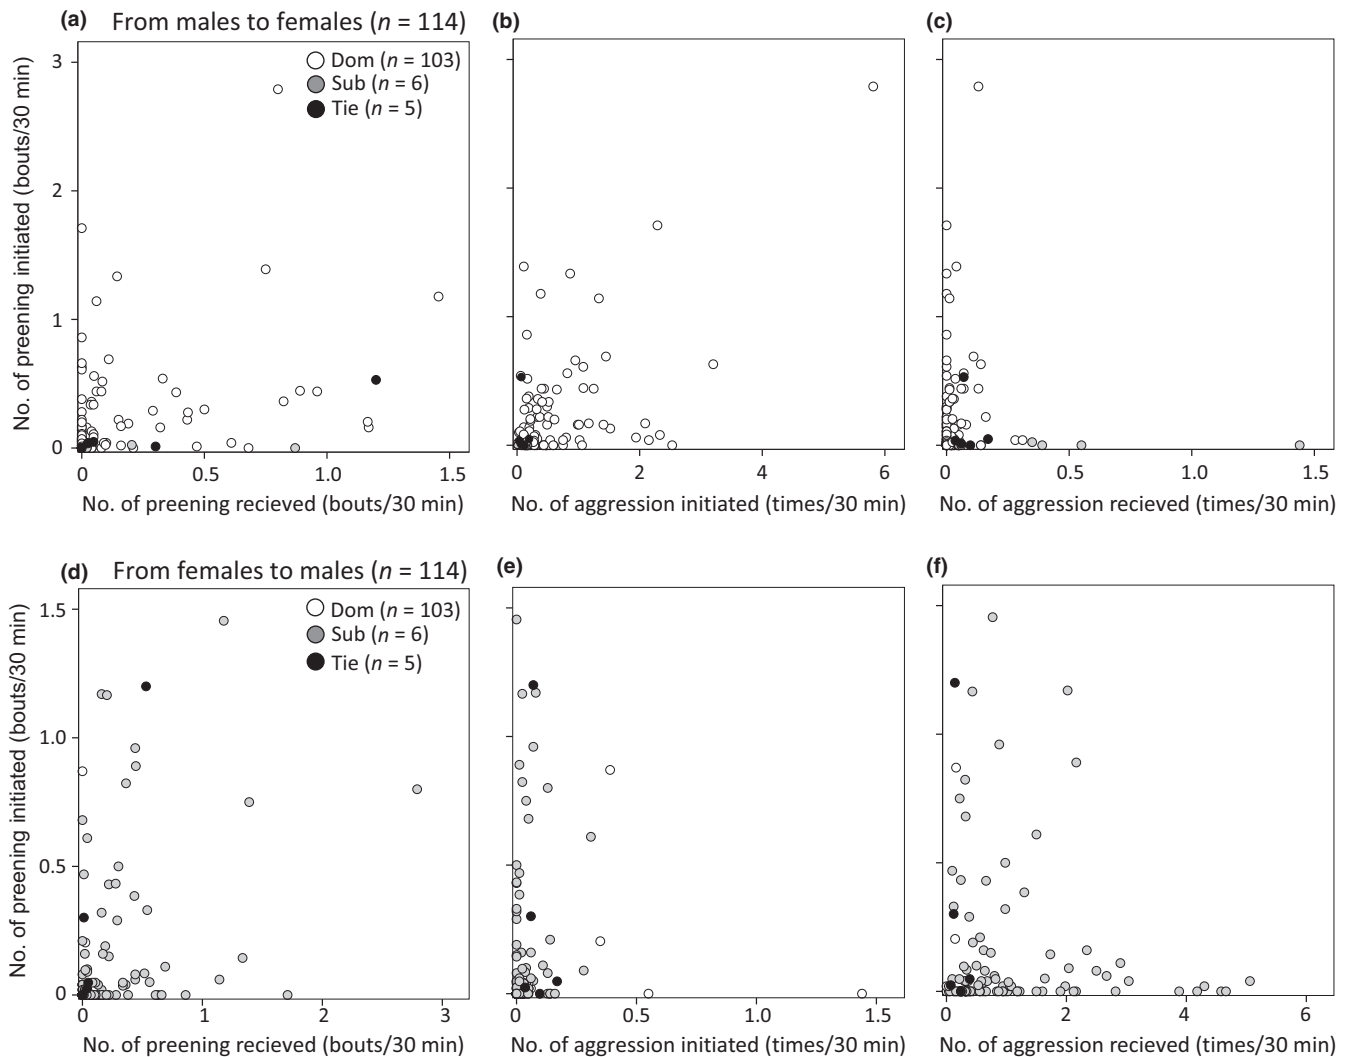 (a) From males to females (n = 114)
(b)
(c)
Dom (n = 103)
Sub (n = 6)
Tie (n = 5)
No. of preening initiated (bouts/30 min)
3
2
1
0
0 0.5 1.0 1.5
0 2 4 6
0 0.5 1.0 1.5
No. of preening recieved (bouts/30 min)
No. of aggression initiated (times/30 min)
No. of aggression recieved (times/30 min)
(d) From females to males (n = 114)
(e)
(f)
Dom (n = 103)
Sub (n = 6)
Tie (n = 5)
No. of preening initiated (bouts/30 min)
1.5
1.0
0.5
0
0 1 2 3
0 0.5 1.0 1.5
0 2 4 6
No. of preening recieved (bouts/30 min)
No. of aggression initiated (times/30 min)
No. of aggression recieved (times/30 min)